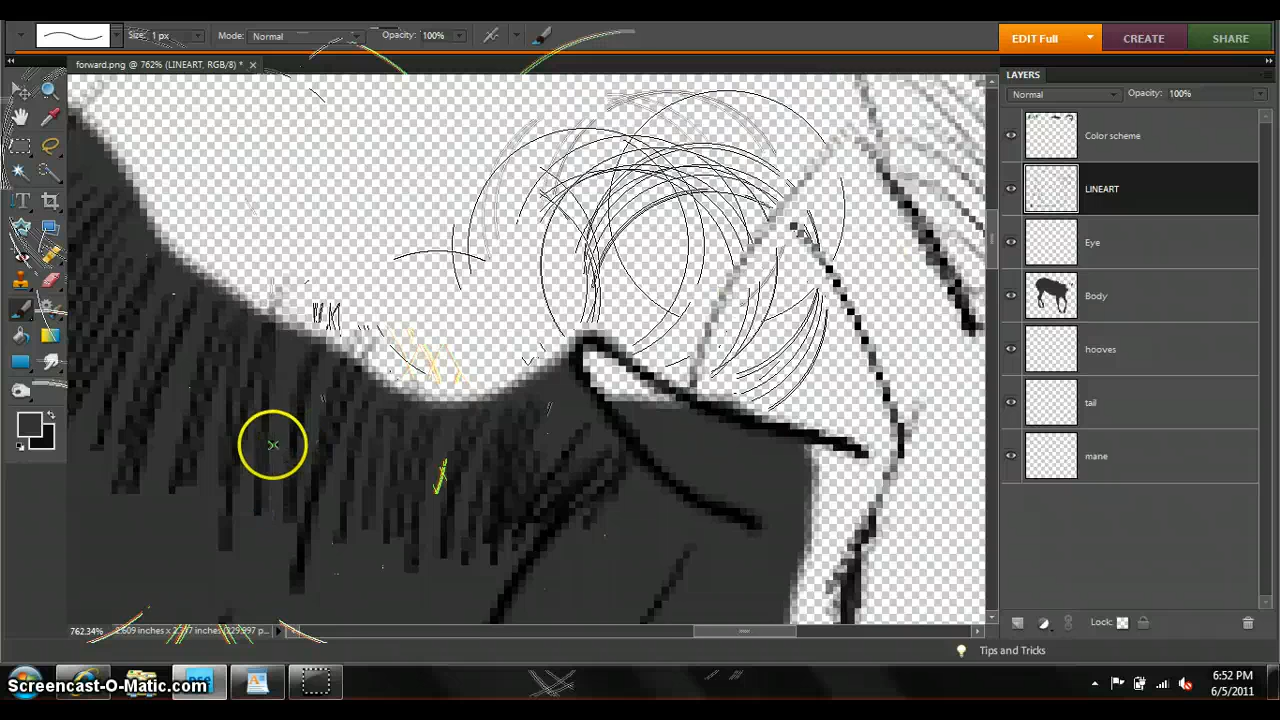 Size: 1 px
Mode: Normal
Opacity: 100%
EDIT Full
CREATE
SHARE
forward.png @ 762% (LINEART, RGB/8) * ×
LAYERS
Normal
Opacity: 100%
Color scheme
LINEART
Eye
Body
hooves
tail
mane
Lock:
762.34%
Tips and Tricks
Screencast-O-Matic.com
6:52 PM
6/5/2011